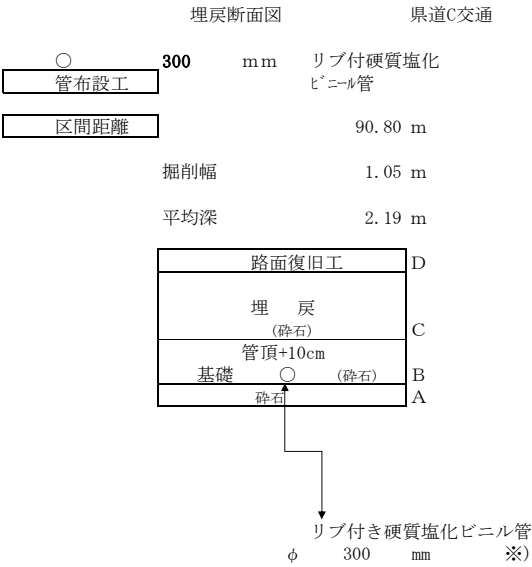 埋戻断面図 県道C交通
○ 300 mm リブ付硬質塩化
管布設工 ﾋﾞﾆｰﾙ管
区間距離 90.80 m
掘削幅 1.05 m
平均深 2.19 m
路面復旧工 D
埋 戻
(砕石) C
管頂+10cm
基礎 ○ (砕石) B
砕石 A
リブ付き硬質塩化ビニル管
φ 300 mm ※)